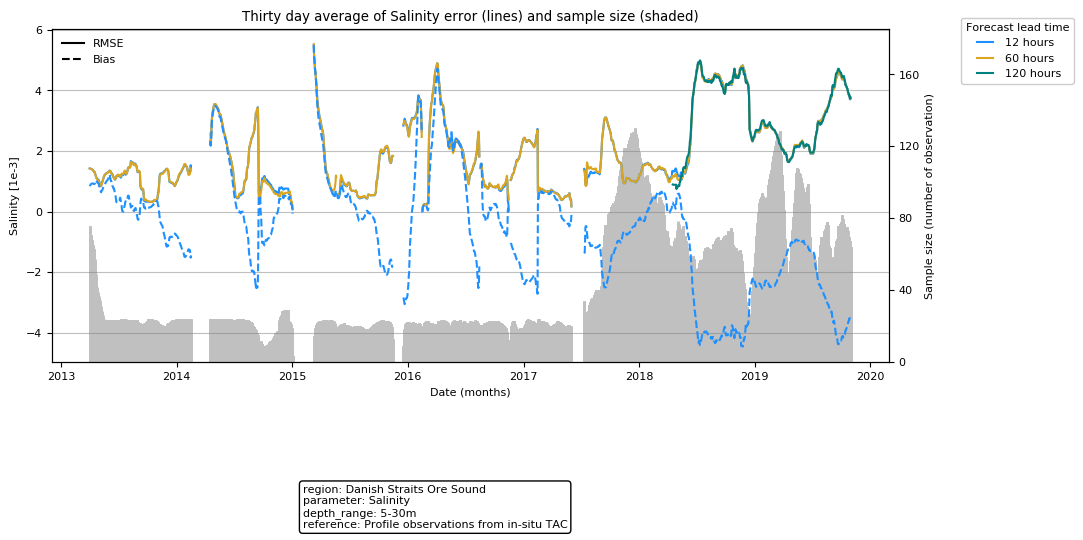 Thirty day average of Salinity error (lines) and sample size (shaded)
Forecast lead time
12 hours
60 hours
120 hours
RMSE
Bias
Salinity [1e-3]
6
4
2
0
−2
−4
Sample size (number of observation)
160
120
80
40
0
2013
2014
2015
2016
2017
2018
2019
2020
Date (months)
region: Danish Straits Ore Sound
parameter: Salinity
depth_range: 5-30m
reference: Profile observations from in-situ TAC